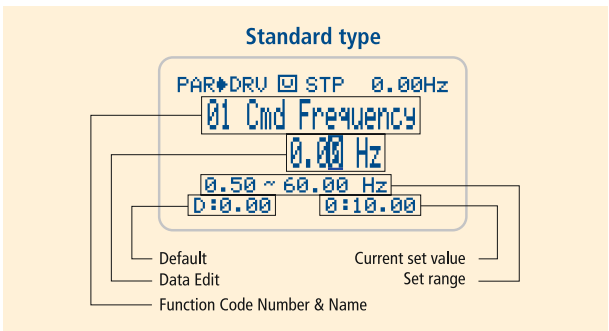 Standard type
PAR➧DRV U STP 0.00Hz
01 Cmd Frequency
0.00 Hz
0.50 ~ 60.00 Hz
D:0.00 0:10.00
Default Current set value
Data Edit Set range
Function Code Number & Name